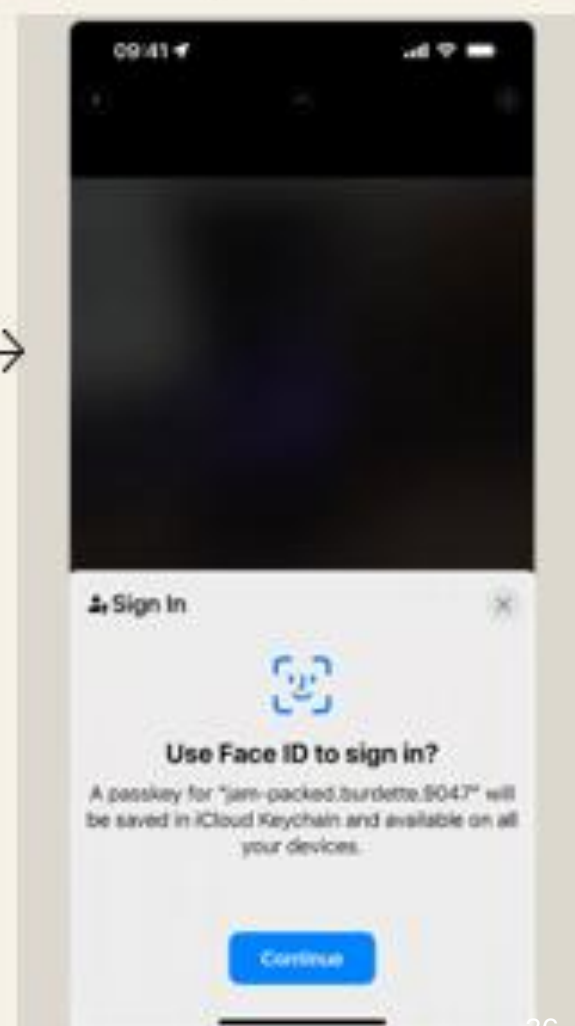 09:41
Sign In
Use Face ID to sign in?
A passkey for "jam-packed.burdette.9047" will
be saved in iCloud Keychain and available on all
your devices.
Continue
26